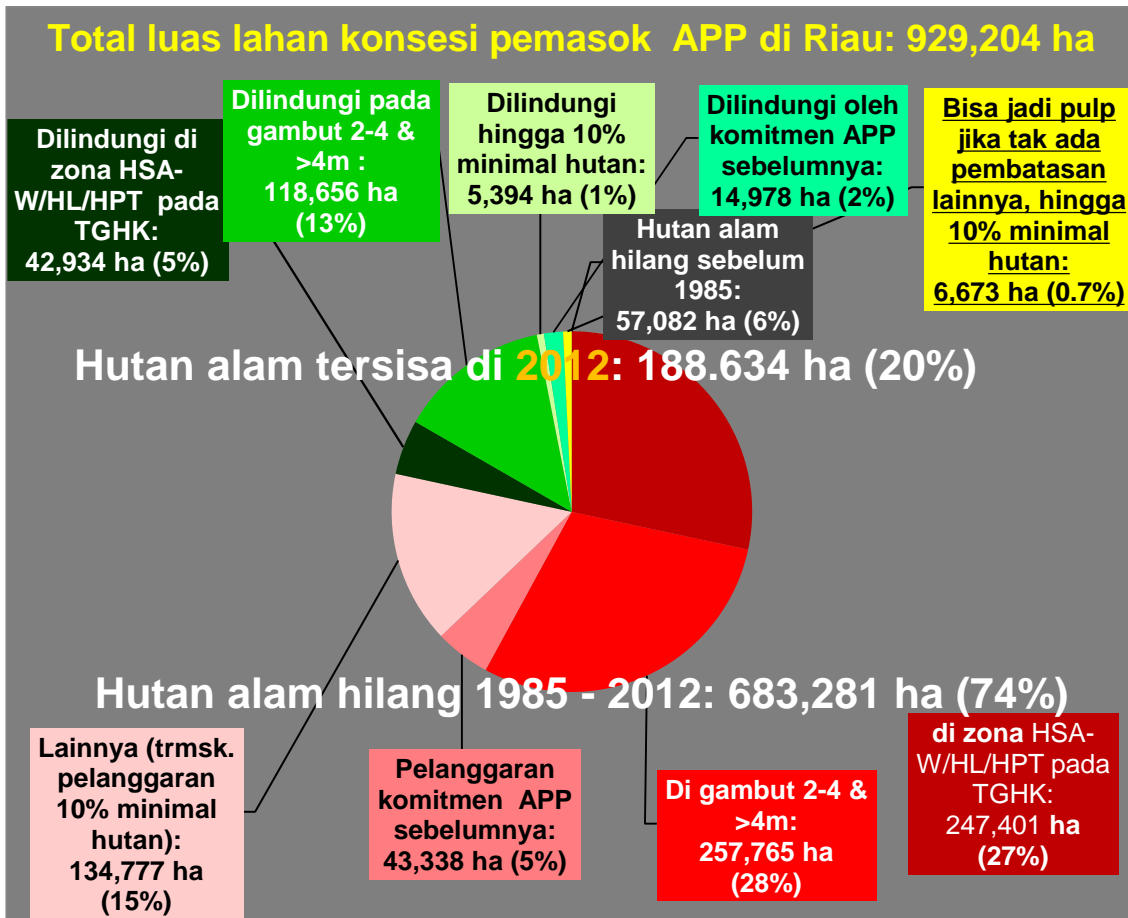 Total luas lahan konsesi pemasok APP di Riau: 929,204 ha
Dilindungi di
zona HSA-
W/HL/HPT pada
TGHK:
42,934 ha (5%)
Dilindungi pada
gambut 2-4 &
>4m :
118,656 ha
(13%)
Dilindungi
hingga 10%
minimal hutan:
5,394 ha (1%)
Dilindungi oleh
komitmen APP
sebelumnya:
14,978 ha (2%)
Bisa jadi pulp
jika tak ada
pembatasan
lainnya, hingga
10% minimal
hutan:
6,673 ha (0.7%)
Hutan alam
hilang sebelum
1985:
57,082 ha (6%)
Hutan alam tersisa di 2012: 188.634 ha (20%)
Hutan alam hilang 1985 - 2012: 683,281 ha (74%)
Lainnya (trmsk.
pelanggaran
10% minimal
hutan):
134,777 ha
(15%)
Pelanggaran
komitmen APP
sebelumnya:
43,338 ha (5%)
Di gambut 2-4 &
>4m:
257,765 ha
(28%)
di zona HSA-
W/HL/HPT pada
TGHK:
247,401 ha
(27%)